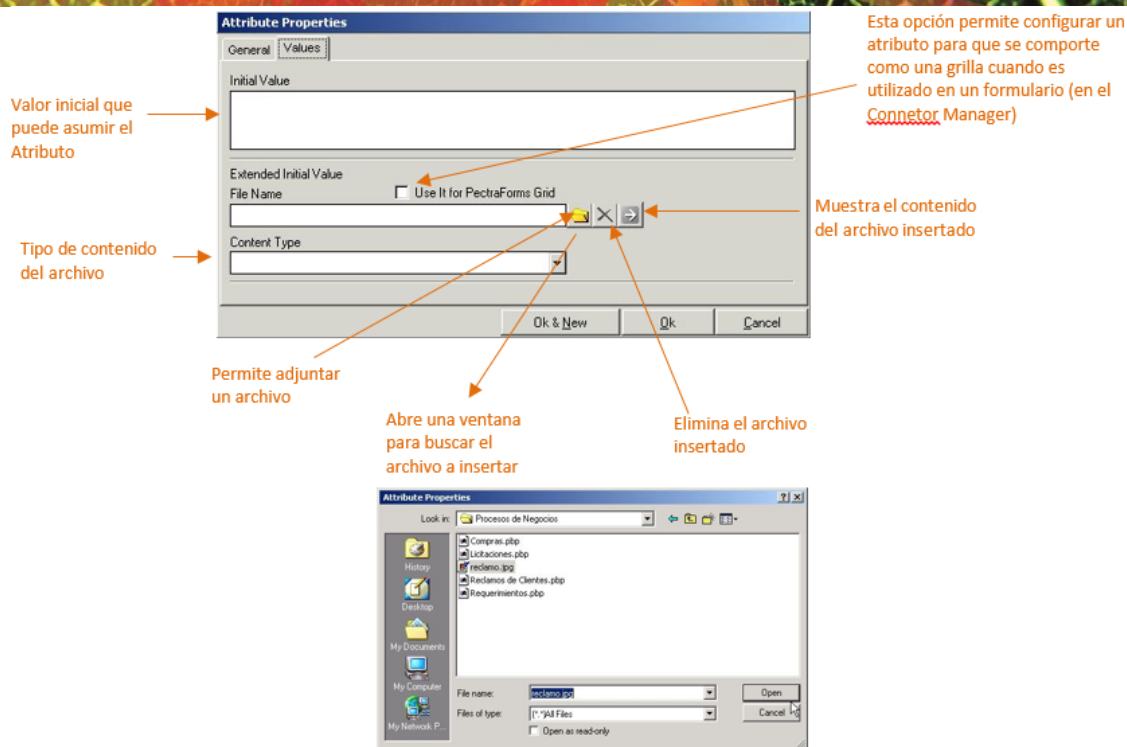 Attribute Properties
General
Values
Esta opción permite configurar un
atributo para que se comporte
como una grilla cuando es
utilizado en un formulario (en el
Connetor Manager)
Initial Value
Valor inicial que
puede asumir el
Atributo
Extended Initial Value
File Name
Use It for PectraForms Grid
Muestra el contenido
del archivo insertado
Content Type
Tipo de contenido
del archivo
Ok & New
Ok
Cancel
Permite adjuntar
un archivo
Abre una ventana
para buscar el
archivo a insertar
Elimina el archivo
insertado
Attribute Properties
Look in:
Procesos de Negocios
Compras.pbp
Licitaciones.pbp
reclamo.jpg
Reclamos de Clientes.pbp
Requerimientos.pbp
History
Desktop
My Documents
My Computer
My Network P...
File name:
reclamo.jpg
Open
Files of type:
(*.*)All Files
Cancel
Open as read-only